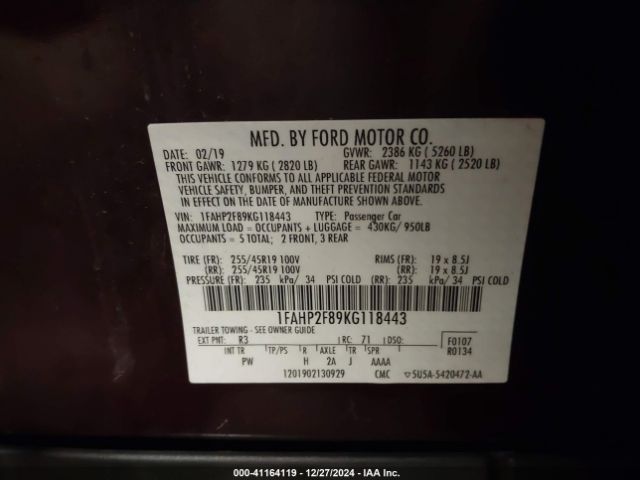 MFD. BY FORD MOTOR CO.
DATE: 02/19 GVWR: 2386 KG ( 5260 LB)
FRONT GAWR: 1279 KG ( 2820 LB) REAR GAWR: 1143 KG ( 2520 LB)
THIS VEHICLE CONFORMS TO ALL APPLICABLE FEDERAL MOTOR
VEHICLE SAFETY, BUMPER, AND THEFT PREVENTION STANDARDS
IN EFFECT ON THE DATE OF MANUFACTURE SHOWN ABOVE.
VIN: 1FAHP2F89KG118443 TYPE: Passenger Car
MAXIMUM LOAD = OCCUPANTS + LUGGAGE = 430KG/ 950LB
OCCUPANTS = 5 TOTAL; 2 FRONT, 3 REAR
TIRE (FR): 255/45R19 100V RIMS (FR): 19 x 8.5J
(RR): 255/45R19 100V (RR): 19 x 8.5J
PRESSURE (FR): 235 kPa/ 34 PSI COLD (RR): 235 kPa/ 34 PSI COLD
1FAHP2F89KG118443
TRAILER TOWING - SEE OWNER GUIDE
EXT PNT: R3 RC: 71 DSO: F0107
INT TR TP/PS R AXLE TR SPR R0134
PW H 2A J AAAA
1201902130929 CMC 5U5A-5420472-AA
000-41164119 - 12/27/2024 - IAA Inc.